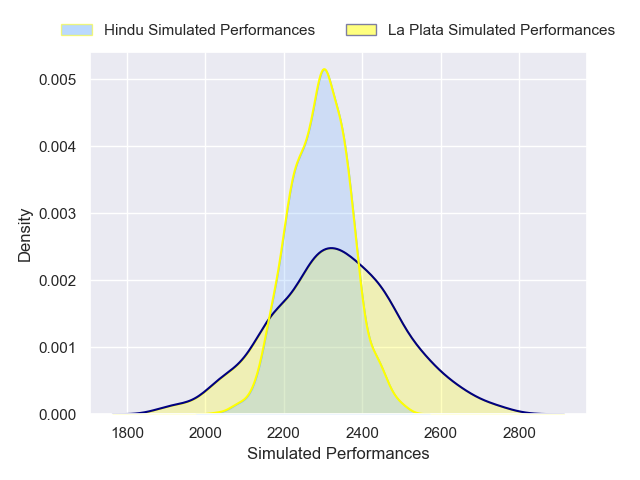 Hindu Simulated Performances La Plata Simulated Performances
0.005
0.004
0.003
0.002
0.001
0.000
Density
1800 2000 2200 2400 2600 2800
Simulated Performances